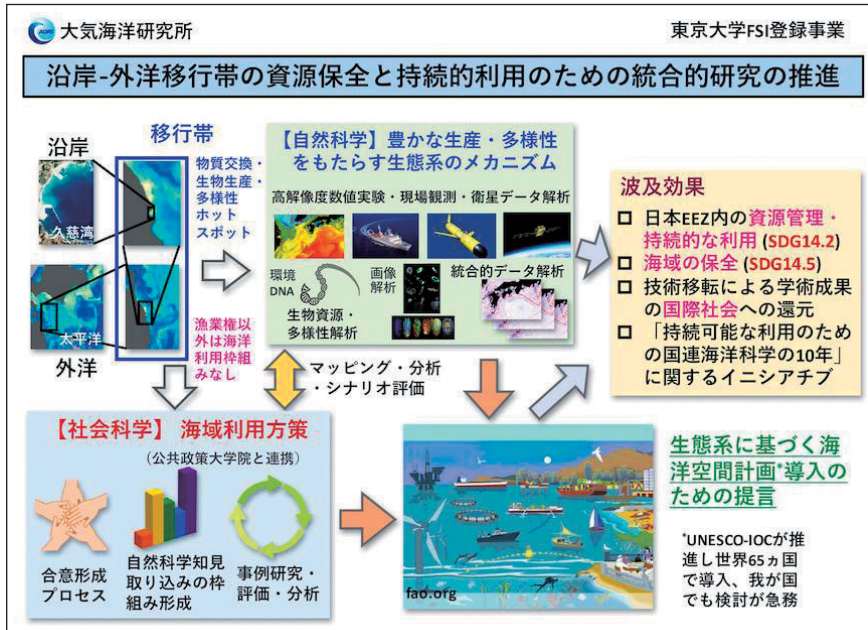 AORI
大気海洋研究所
東京大学FSI登録事業
沿岸-外洋移行帯の資源保全と持続的利用のための統合的研究の推進
移行帯
沿岸
久慈湾
太平洋
外洋
物質交換・
生物生産・
多様性
ホット
スポット
漁業権以
外は海洋
利用枠組
みなし
【自然科学】豊かな生産・多様性
をもたらす生態系のメカニズム
高解像度数値実験・現場観測・衛星データ解析
環境
DNA
画像
解析
統合的データ解析
生物資源・
多様性解析
マッピング・分析
・シナリオ評価
波及効果
□ 日本EEZ内の資源管理・
持続的な利用 (SDG14.2)
□ 海域の保全 (SDG14.5)
□ 技術移転による学術成果
の国際社会への還元
□ 「持続可能な利用のため
の国連海洋科学の10年」
に関するイニシアチブ
【社会科学】海域利用方策
(公共政策大学院と連携)
合意形成
プロセス
自然科学知見
取り込みの枠
組み形成
事例研究・
評価・分析
fao.org
生態系に基づく海
洋空間計画*導入の
ための提言
*UNESCO-IOCが推
進し世界65ヵ国
で導入、我が国
でも検討が急務